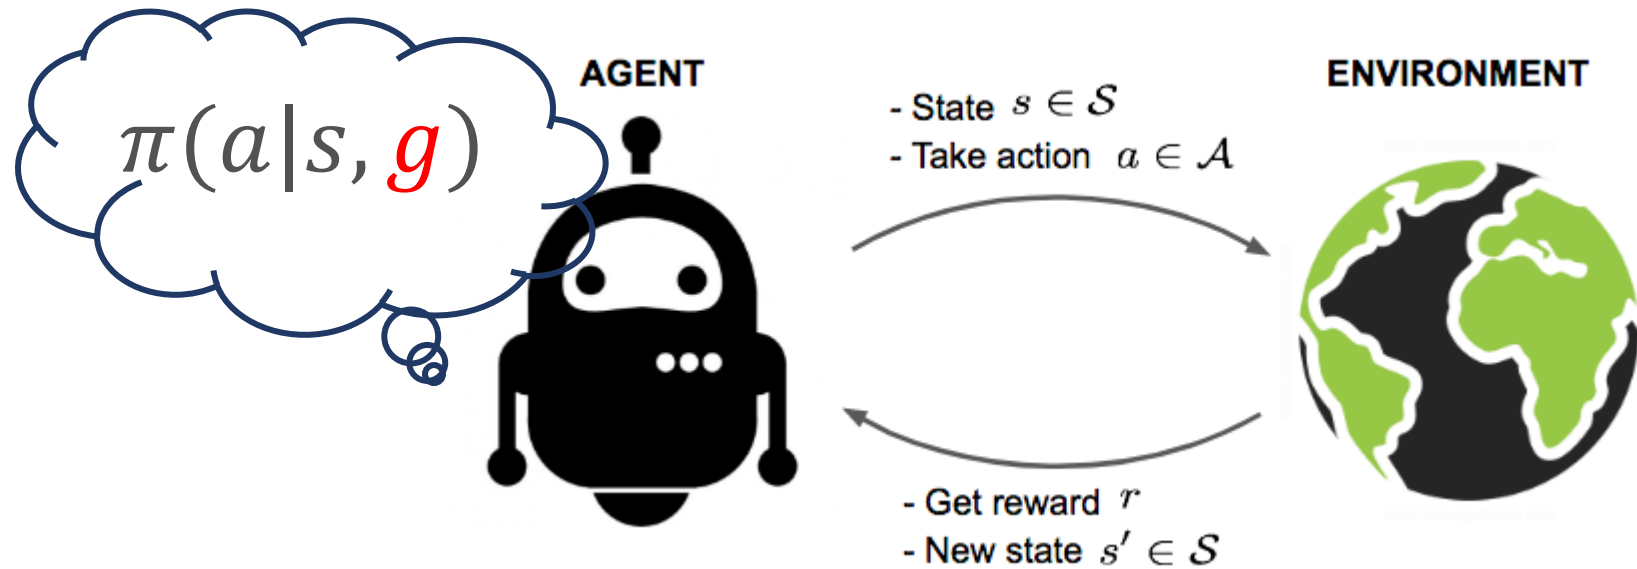 π(a|s, g)
AGENT
- State s ∈ 𝒮
- Take action a ∈ 𝒜
ENVIRONMENT
- Get reward r
- New state s′ ∈ 𝒮